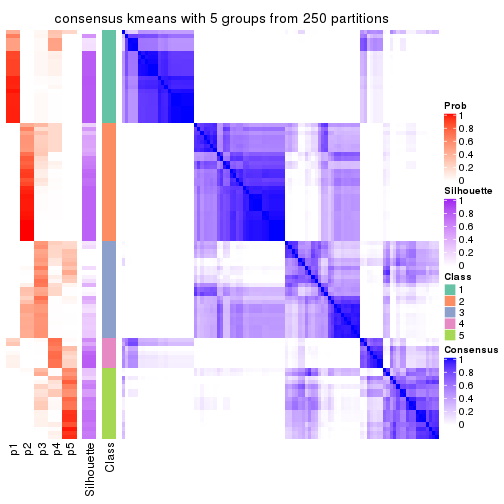 consensus kmeans with 5 groups from 250 partitions
Prob
1
0.8
0.6
0.4
0.2
0
Silhouette
1
0.8
0.6
0.4
0.2
0
Class
1
2
3
4
5
Consensus
1
0.8
0.6
0.4
0.2
0
p1
p2
p3
p4
p5
Silhouette
Class